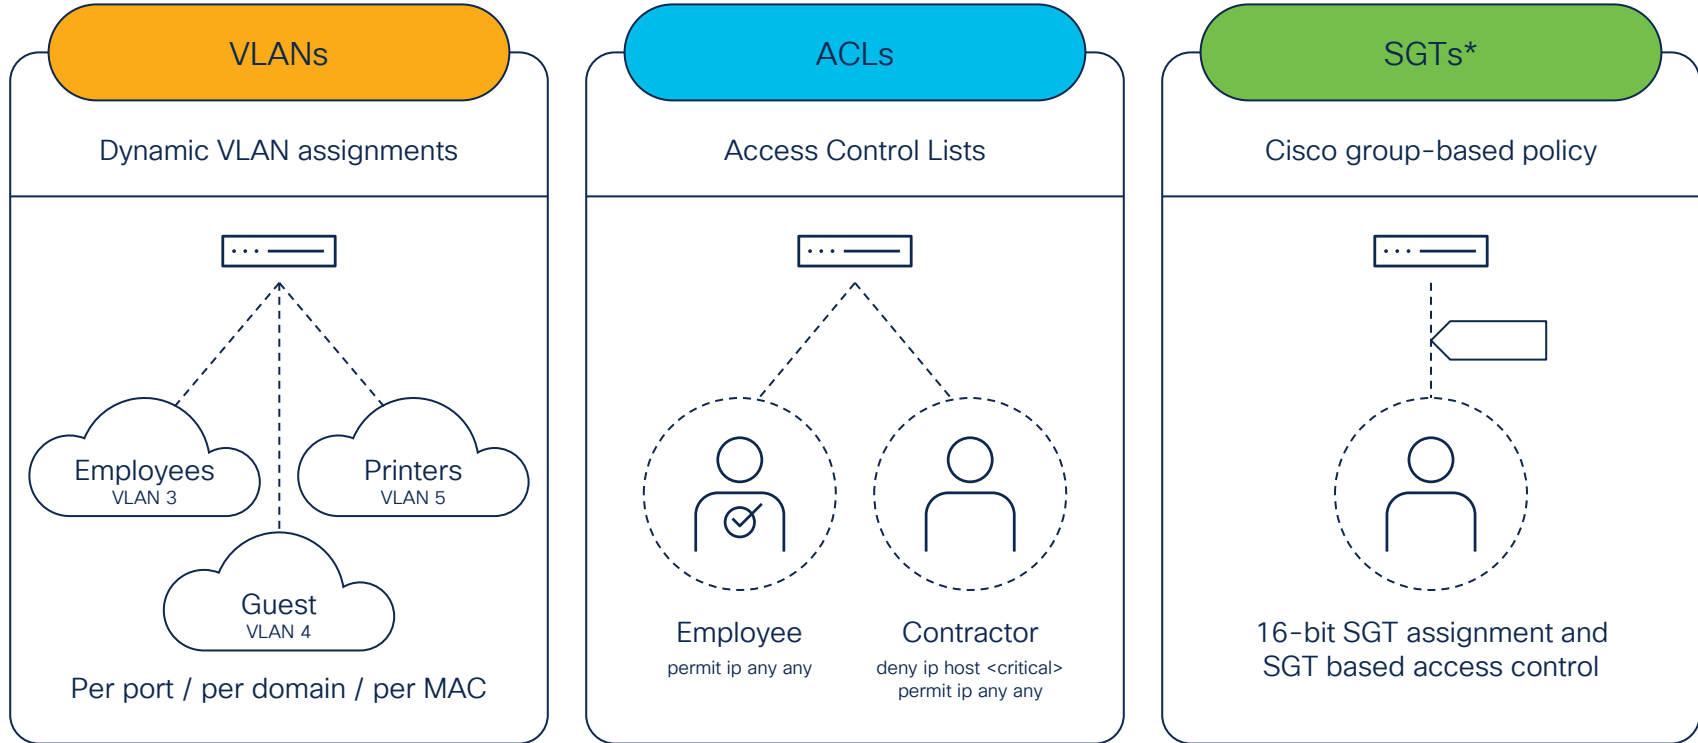 VLANs
Dynamic VLAN assignments
Employees
VLAN 3
Printers
VLAN 5
Guest
VLAN 4
Per port / per domain / per MAC
ACLs
Access Control Lists
Employee
permit ip any any
Contractor
deny ip host <critical>
permit ip any any
SGTs*
Cisco group-based policy
16-bit SGT assignment and
SGT based access control